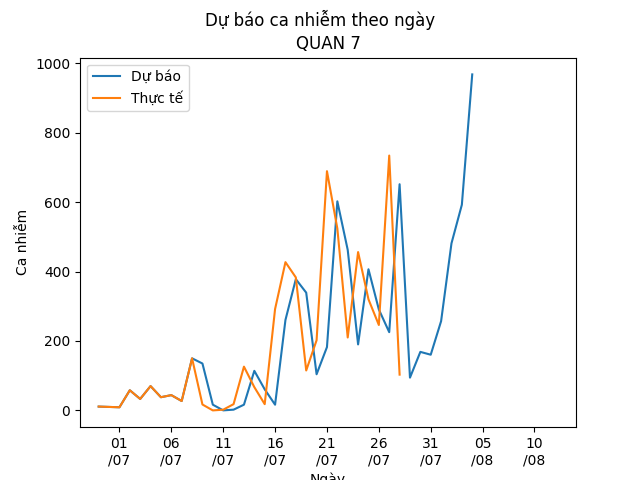 Dự báo ca nhiễm theo ngày
QUAN 7
Dự báo
Thực tế
Ca nhiễm
1000
800
600
400
200
0
01 06 11 16 21 26 31 05 10
/07 /07 /07 /07 /07 /07 /07 /08 /08
Ngày